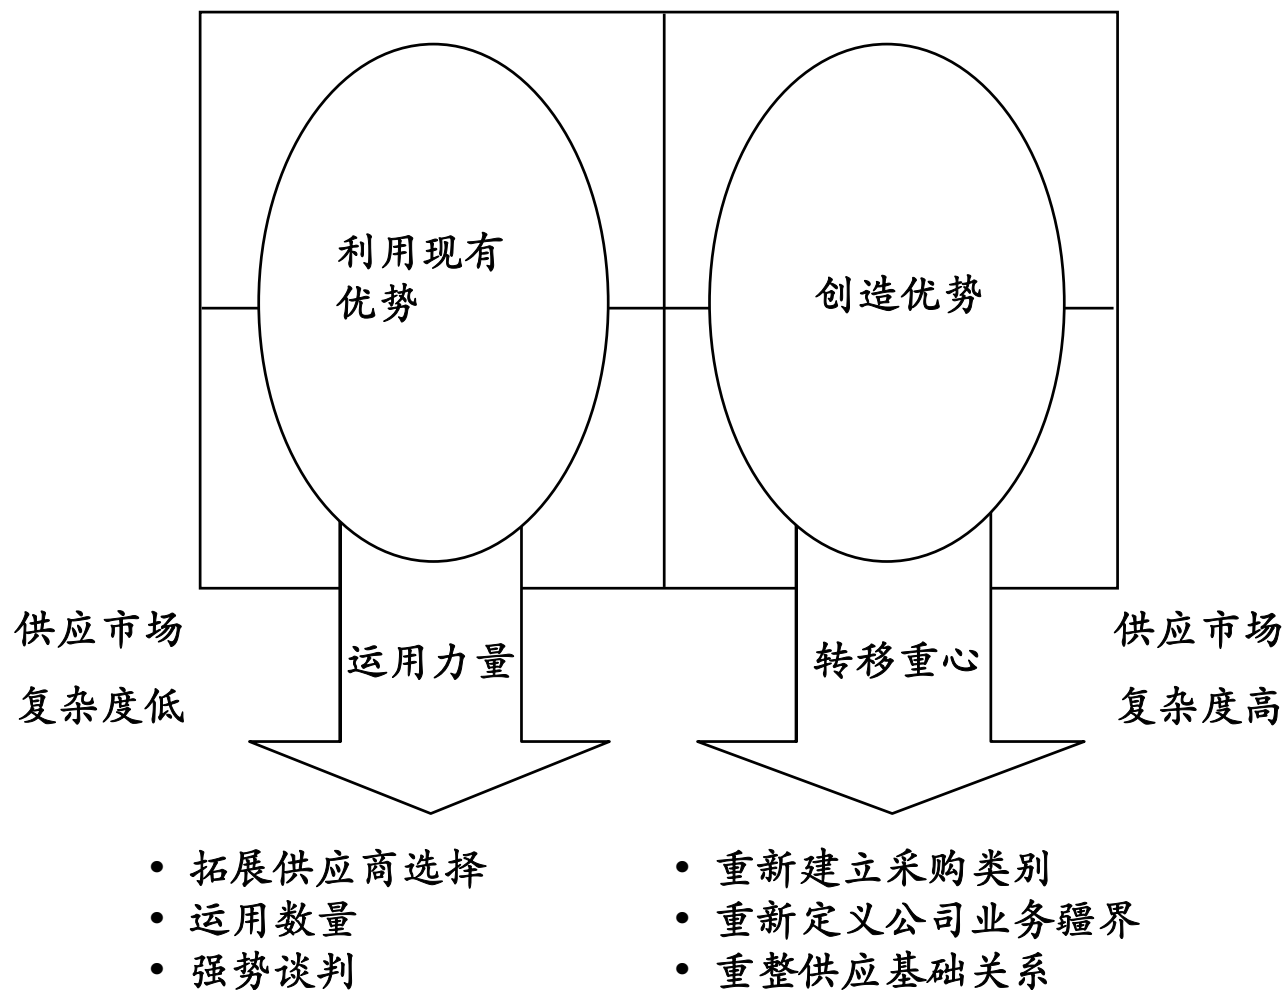 利用现有
优势
创造优势
供应市场
复杂度低
运用力量
转移重心
供应市场
复杂度高
• 拓展供应商选择
• 运用数量
• 强势谈判
• 重新建立采购类别
• 重新定义公司业务疆界
• 重整供应基础关系